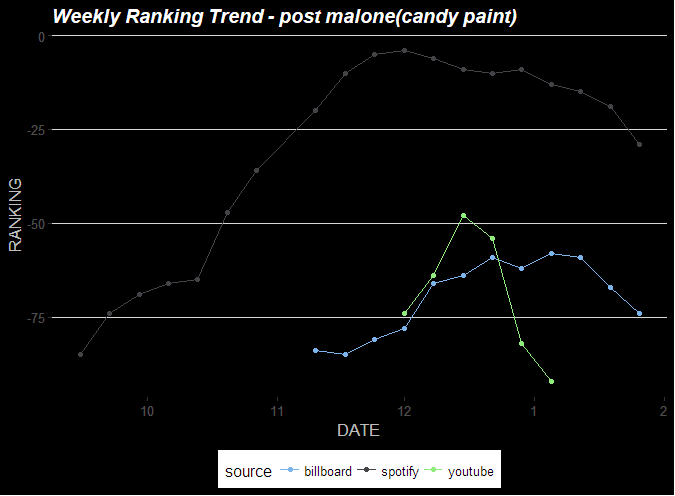 Weekly Ranking Trend - post malone(candy paint)
0
-25
-50
-75
RANKING
10 11 12 1 2
DATE
source billboard spotify youtube